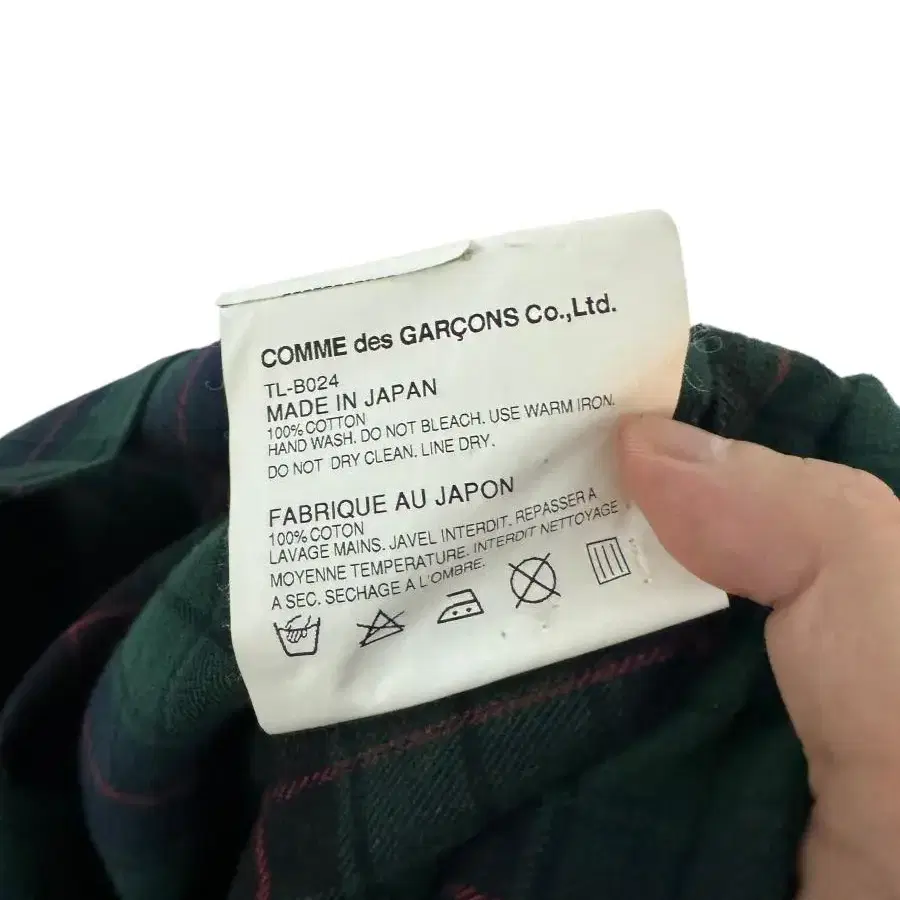 COMME des GARÇONS Co.,Ltd.
TL-B024
MADE IN JAPAN
100% COTTON
HAND WASH. DO NOT BLEACH. USE WARM IRON.
DO NOT DRY CLEAN. LINE DRY.
FABRIQUE AU JAPON
100% COTON
LAVAGE MAINS. JAVEL INTERDIT. REPASSER A
MOYENNE TEMPERATURE. INTERDIT NETTOYAGE
A SEC. SECHAGE A L'OMBRE.